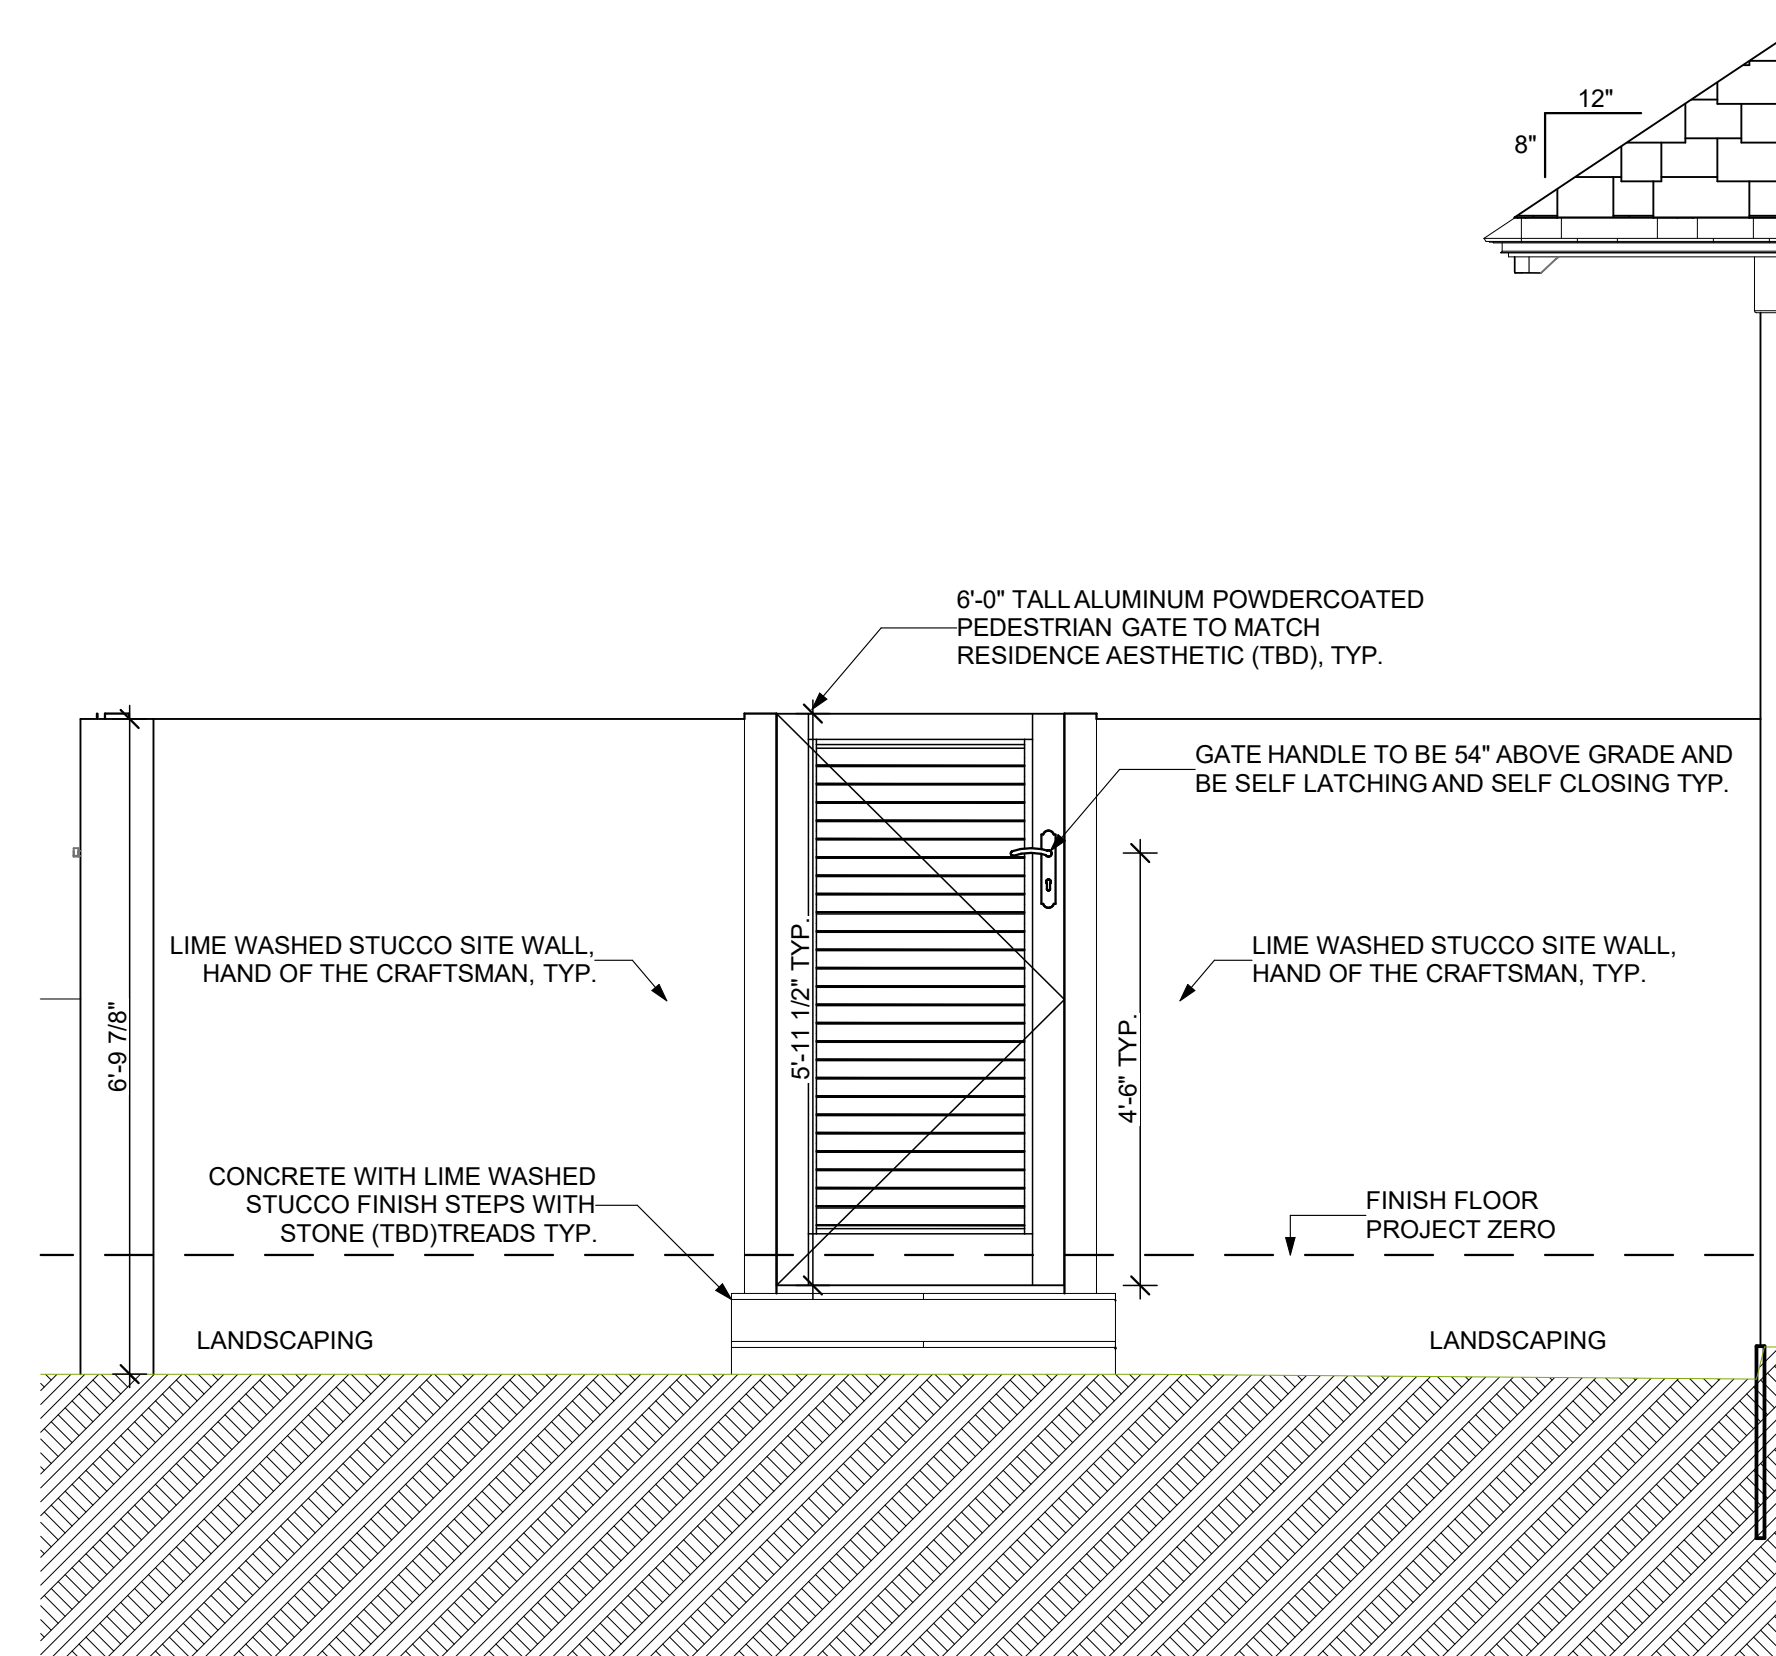 12"
8"
6'-0" TALL ALUMINUM POWDERCOATED
PEDESTRIAN GATE TO MATCH
RESIDENCE AESTHETIC (TBD), TYP.
GATE HANDLE TO BE 54" ABOVE GRADE AND
BE SELF LATCHING AND SELF CLOSING TYP.
LIME WASHED STUCCO SITE WALL,
HAND OF THE CRAFTSMAN, TYP.
LIME WASHED STUCCO SITE WALL,
HAND OF THE CRAFTSMAN, TYP.
6'-9 7/8"
5'-11 1/2" TYP.
4'-6" TYP.
CONCRETE WITH LIME WASHED
STUCCO FINISH STEPS WITH
STONE (TBD)TREADS TYP.
FINISH FLOOR
PROJECT ZERO
LANDSCAPING
LANDSCAPING